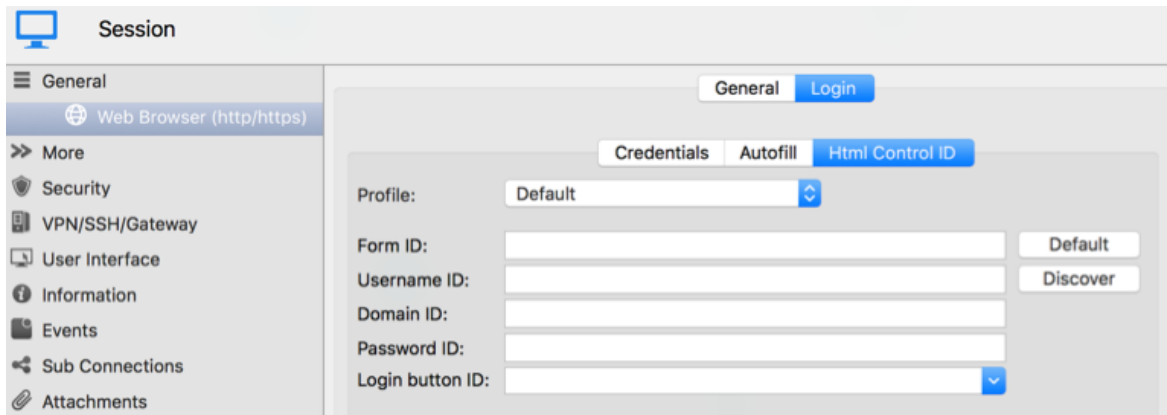 Session
General
Web Browser (http/https)
More
Security
VPN/SSH/Gateway
User Interface
Information
Events
Sub Connections
Attachments
General Login
Credentials Autofill Html Control ID
Profile: Default
Form ID: Default
Username ID: Discover
Domain ID:
Password ID:
Login button ID: